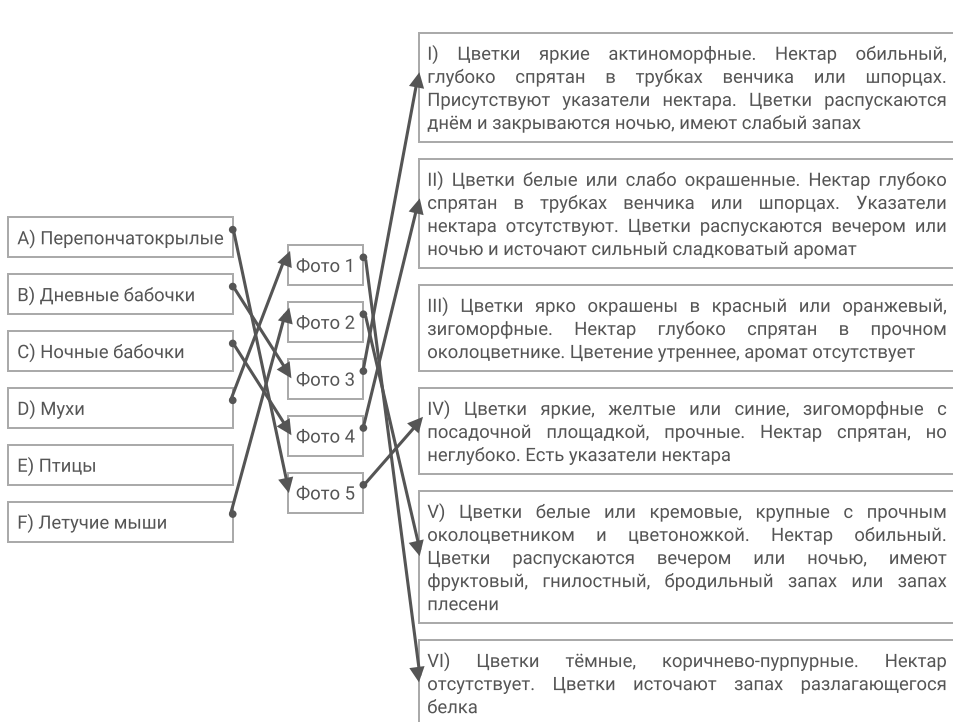 A) Перепончатокрылые
B) Дневные бабочки
C) Ночные бабочки
D) Мухи
E) Птицы
F) Летучие мыши
Фото 1
Фото 2
Фото 3
Фото 4
Фото 5
I) Цветки яркие актиноморфные. Нектар обильный,
глубоко спрятан в трубках венчика или шпорцах.
Присутствуют указатели нектара. Цветки распускаются
днём и закрываются ночью, имеют слабый запах
II) Цветки белые или слабо окрашенные. Нектар глубоко
спрятан в трубках венчика или шпорцах. Указатели
нектара отсутствуют. Цветки распускаются вечером или
ночью и источают сильный сладковатый аромат
III) Цветки ярко окрашены в красный или оранжевый,
зигоморфные. Нектар глубоко спрятан в прочном
околоцветнике. Цветение утреннее, аромат отсутствует
IV) Цветки яркие, желтые или синие, зигоморфные с
посадочной площадкой, прочные. Нектар спрятан, но
неглубоко. Есть указатели нектара
V) Цветки белые или кремовые, крупные с прочным
околоцветником и цветоножкой. Нектар обильный.
Цветки распускаются вечером или ночью, имеют
фруктовый, гнилостный, бродильный запах или запах
плесени
VI) Цветки тёмные, коричнево-пурпурные. Нектар
отсутствует. Цветки источают запах разлагающегося
белка